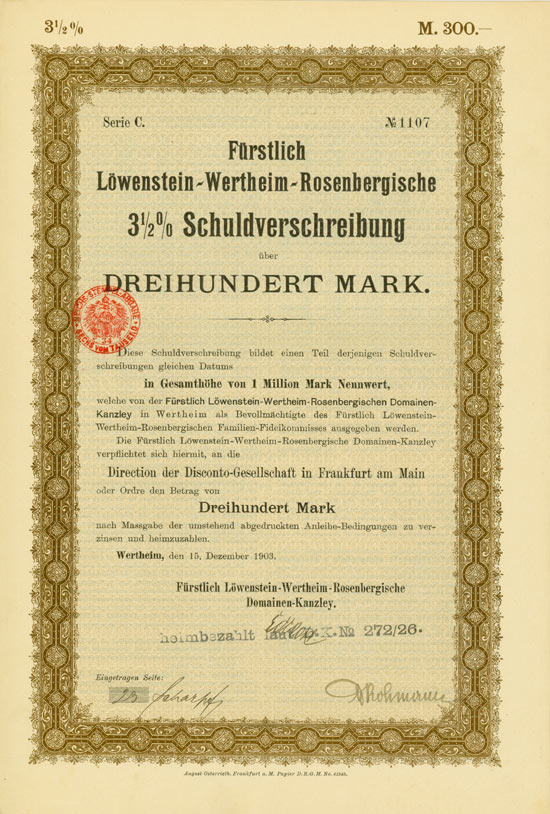 3½%
M. 300.—
Serie C.
№ 1107
Fürstlich
Löwenstein-Wertheim-Rosenbergische
3½% Schuldverschreibung
über
DREIHUNDERT MARK.
Diese Schuldverschreibung bildet einen Teil derjenigen Schuldver-
schreibungen gleichen Datums
in Gesamthöhe von 1 Million Mark Nennwert,
welche von der Fürstlich Löwenstein-Wertheim-Rosenbergischen Domainen-
Kanzley in Wertheim als Bevollmächtigte des Fürstlich Löwenstein-
Wertheim-Rosenbergischen Familien-Fideikommisses ausgegeben werden.
Die Fürstlich Löwenstein-Wertheim-Rosenbergische Domainen-Kanzley
verpflichtet sich hiermit, an die
Direction der Disconto-Gesellschaft in Frankfurt am Main
oder Ordre den Betrag von
Dreihundert Mark
nach Massgabe der umstehend abgedruckten Anleihe-Bedingungen zu ver-
zinsen und heimzuzahlen.
Wertheim, den 15. Dezember 1903.
Fürstlich Löwenstein-Wertheim-Rosenbergische
Domainen-Kanzley.
heimbezahlt laut D.K. № 272/26.
Eingetragen Seite:
23 Scharpf
August Osterrieth, Frankfurt a. M. Papier D. R. G. M. No.